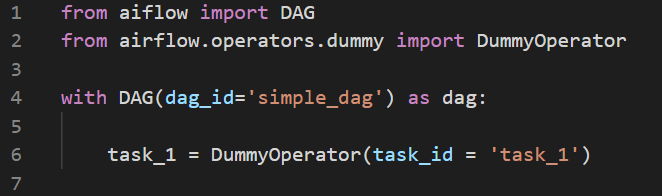 1 from aiflow import DAG
2 from airflow.operators.dummy import DummyOperator
3
4 with DAG(dag_id='simple_dag') as dag:
5
6     task_1 = DummyOperator(task_id = 'task_1')
7